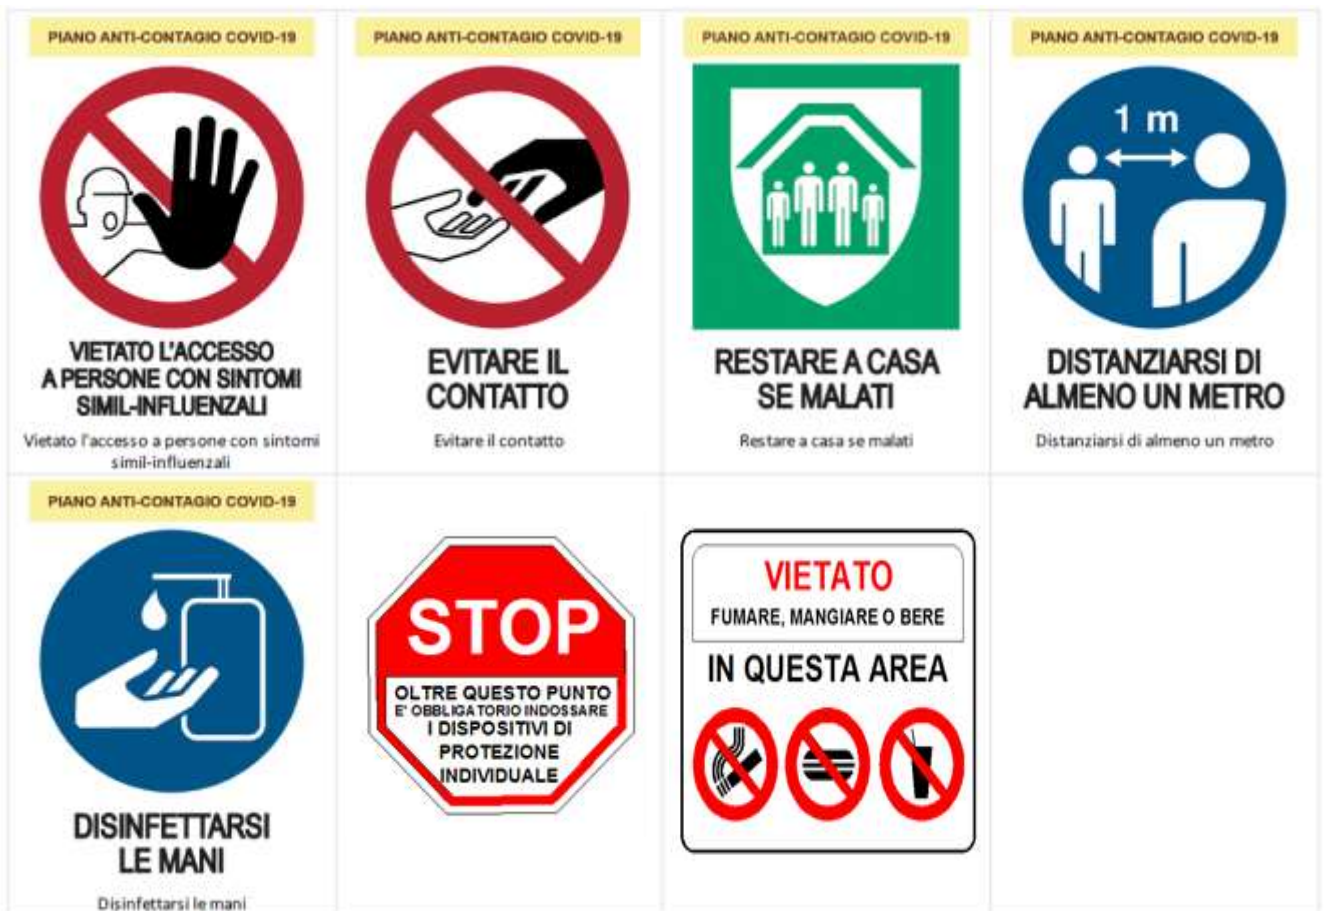 PIANO ANTI-CONTAGIO COVID-19
VIETATO L'ACCESSO
A PERSONE CON SINTOMI
SIMIL-INFLUENZALI
Vietato l'accesso a persone con sintomi
simil-influenzali
PIANO ANTI-CONTAGIO COVID-19
EVITARE IL
CONTATTO
Evitare il contatto
PIANO ANTI-CONTAGIO COVID-19
RESTARE A CASA
SE MALATI
Restare a casa se malati
PIANO ANTI-CONTAGIO COVID-19
1 m
DISTANZIARSI DI
ALMENO UN METRO
Distanziarsi di almeno un metro
PIANO ANTI-CONTAGIO COVID-19
DISINFETTARSI
LE MANI
Disinfettarsi le mani
STOP
OLTRE QUESTO PUNTO
E' OBBLIGATORIO INDOSSARE
I DISPOSITIVI DI
PROTEZIONE
INDIVIDUALE
VIETATO
FUMARE, MANGIARE O BERE
IN QUESTA AREA